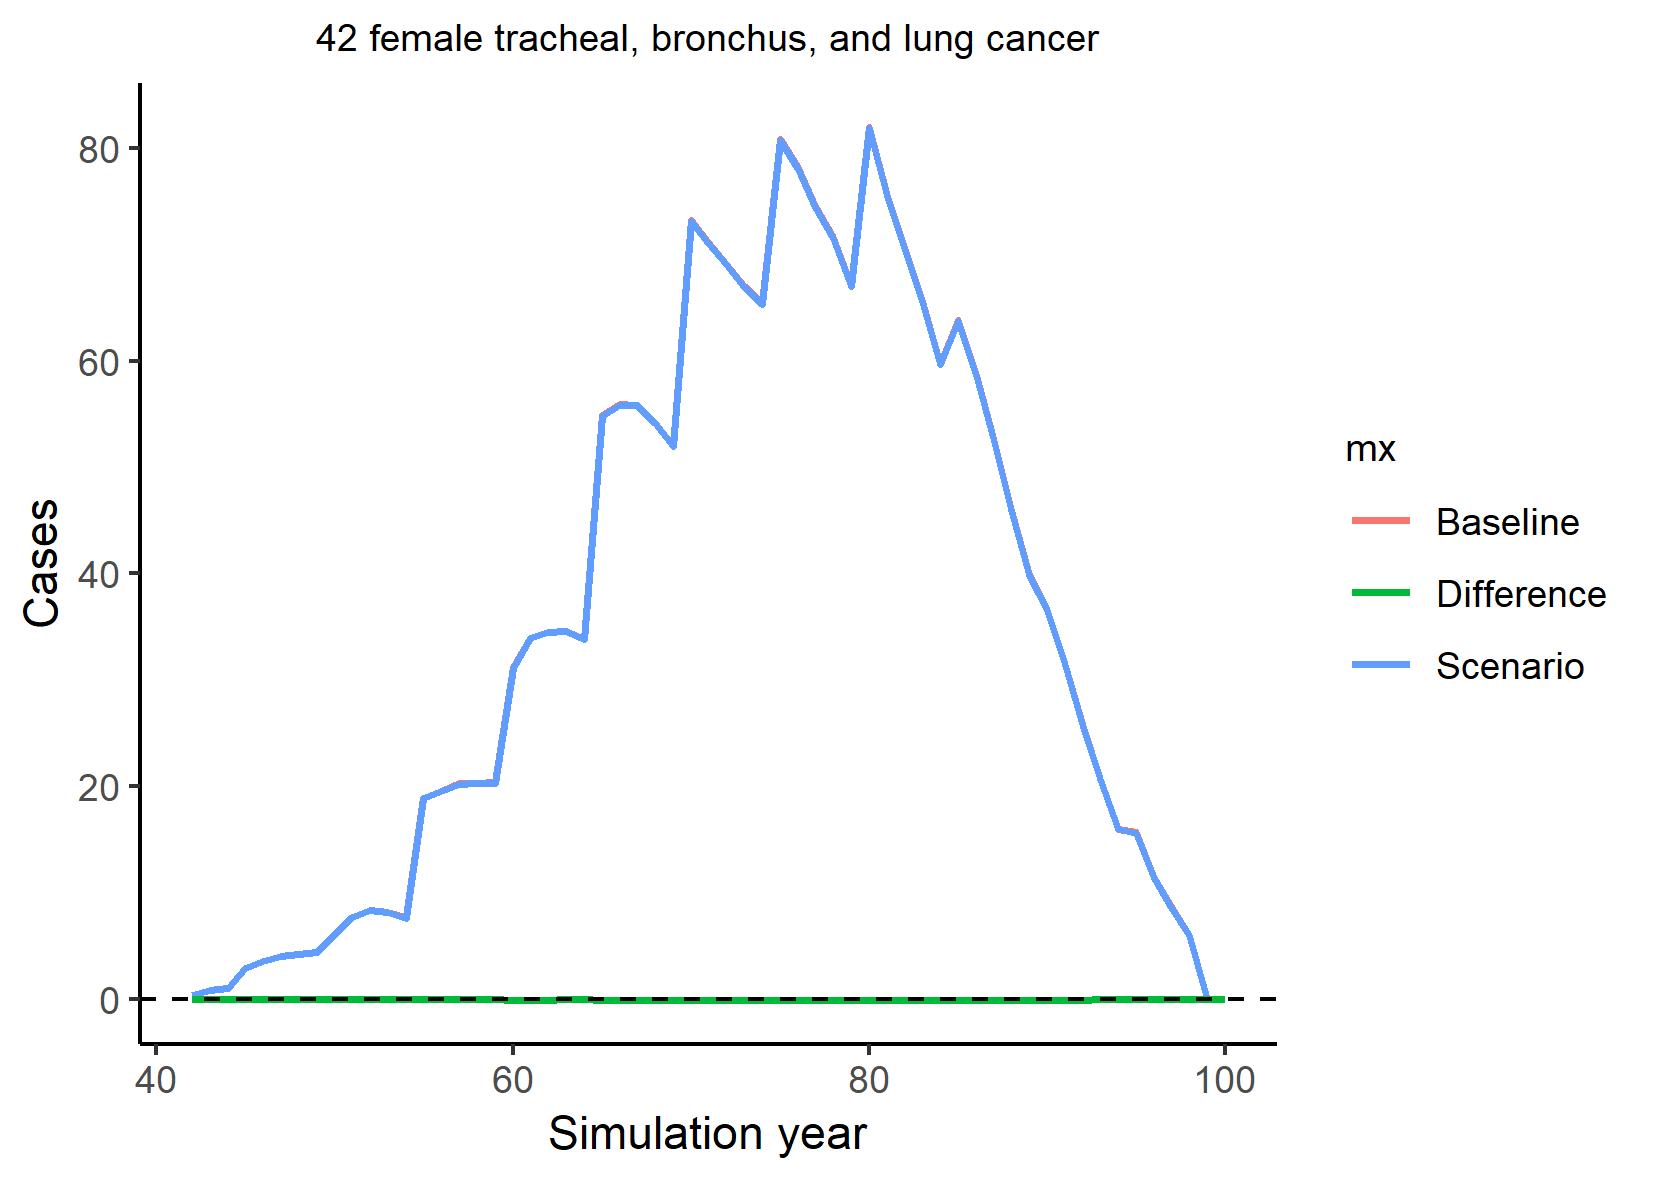 42 female tracheal, bronchus, and lung cancer
Cases
80
60
40
20
0
40 60 80 100
Simulation year
mx
Baseline
Difference
Scenario